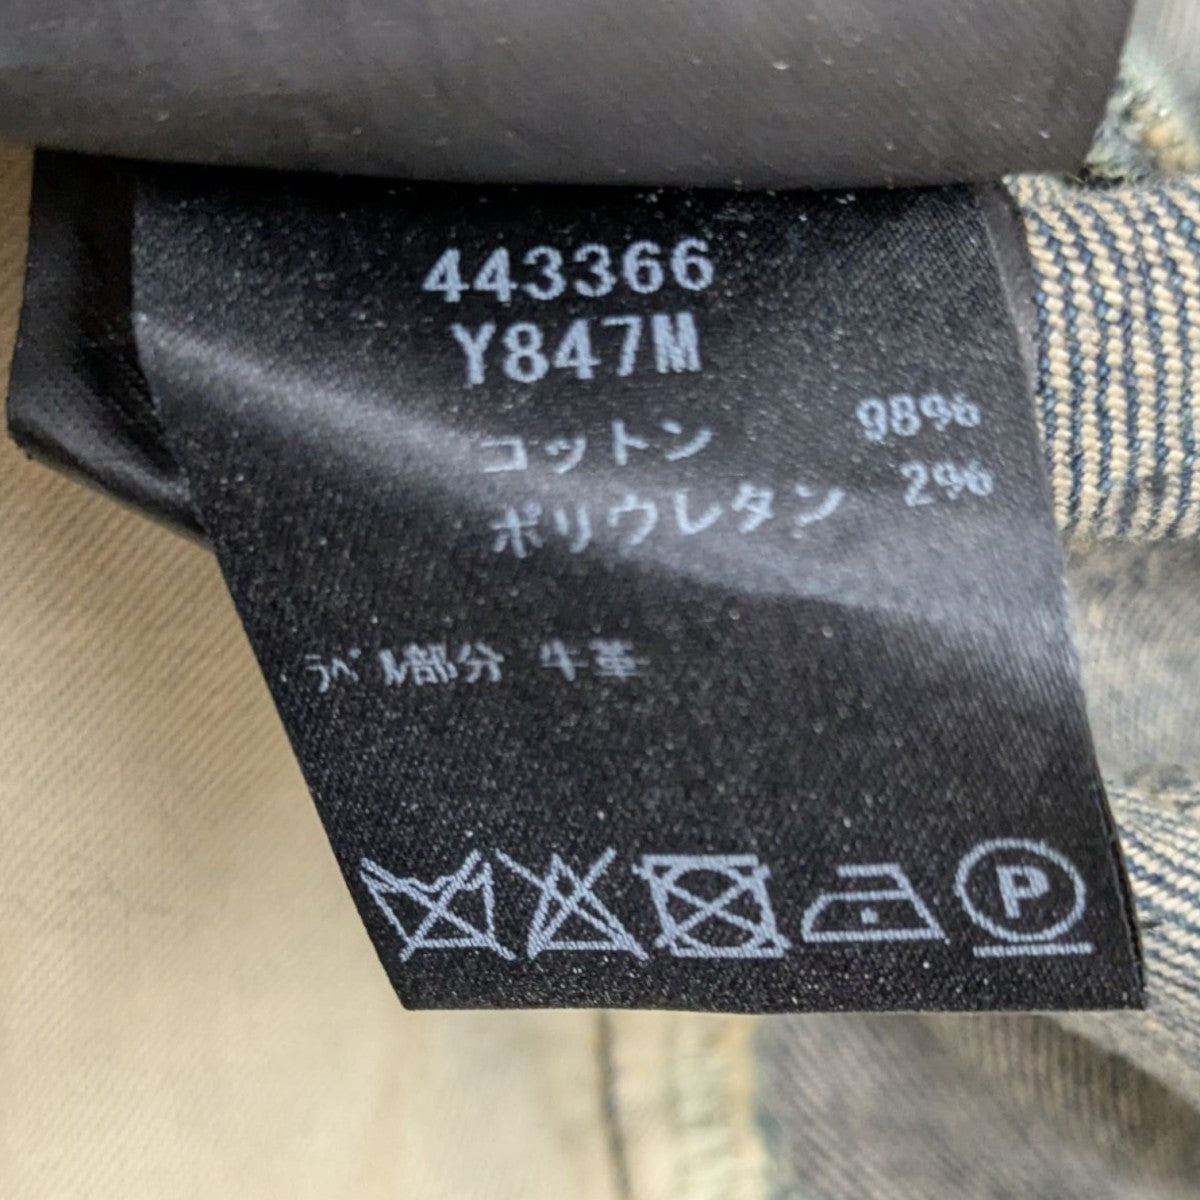 443366
Y847M
コットン 98%
ポリウレタン 2%
ラベル部分 牛革
P